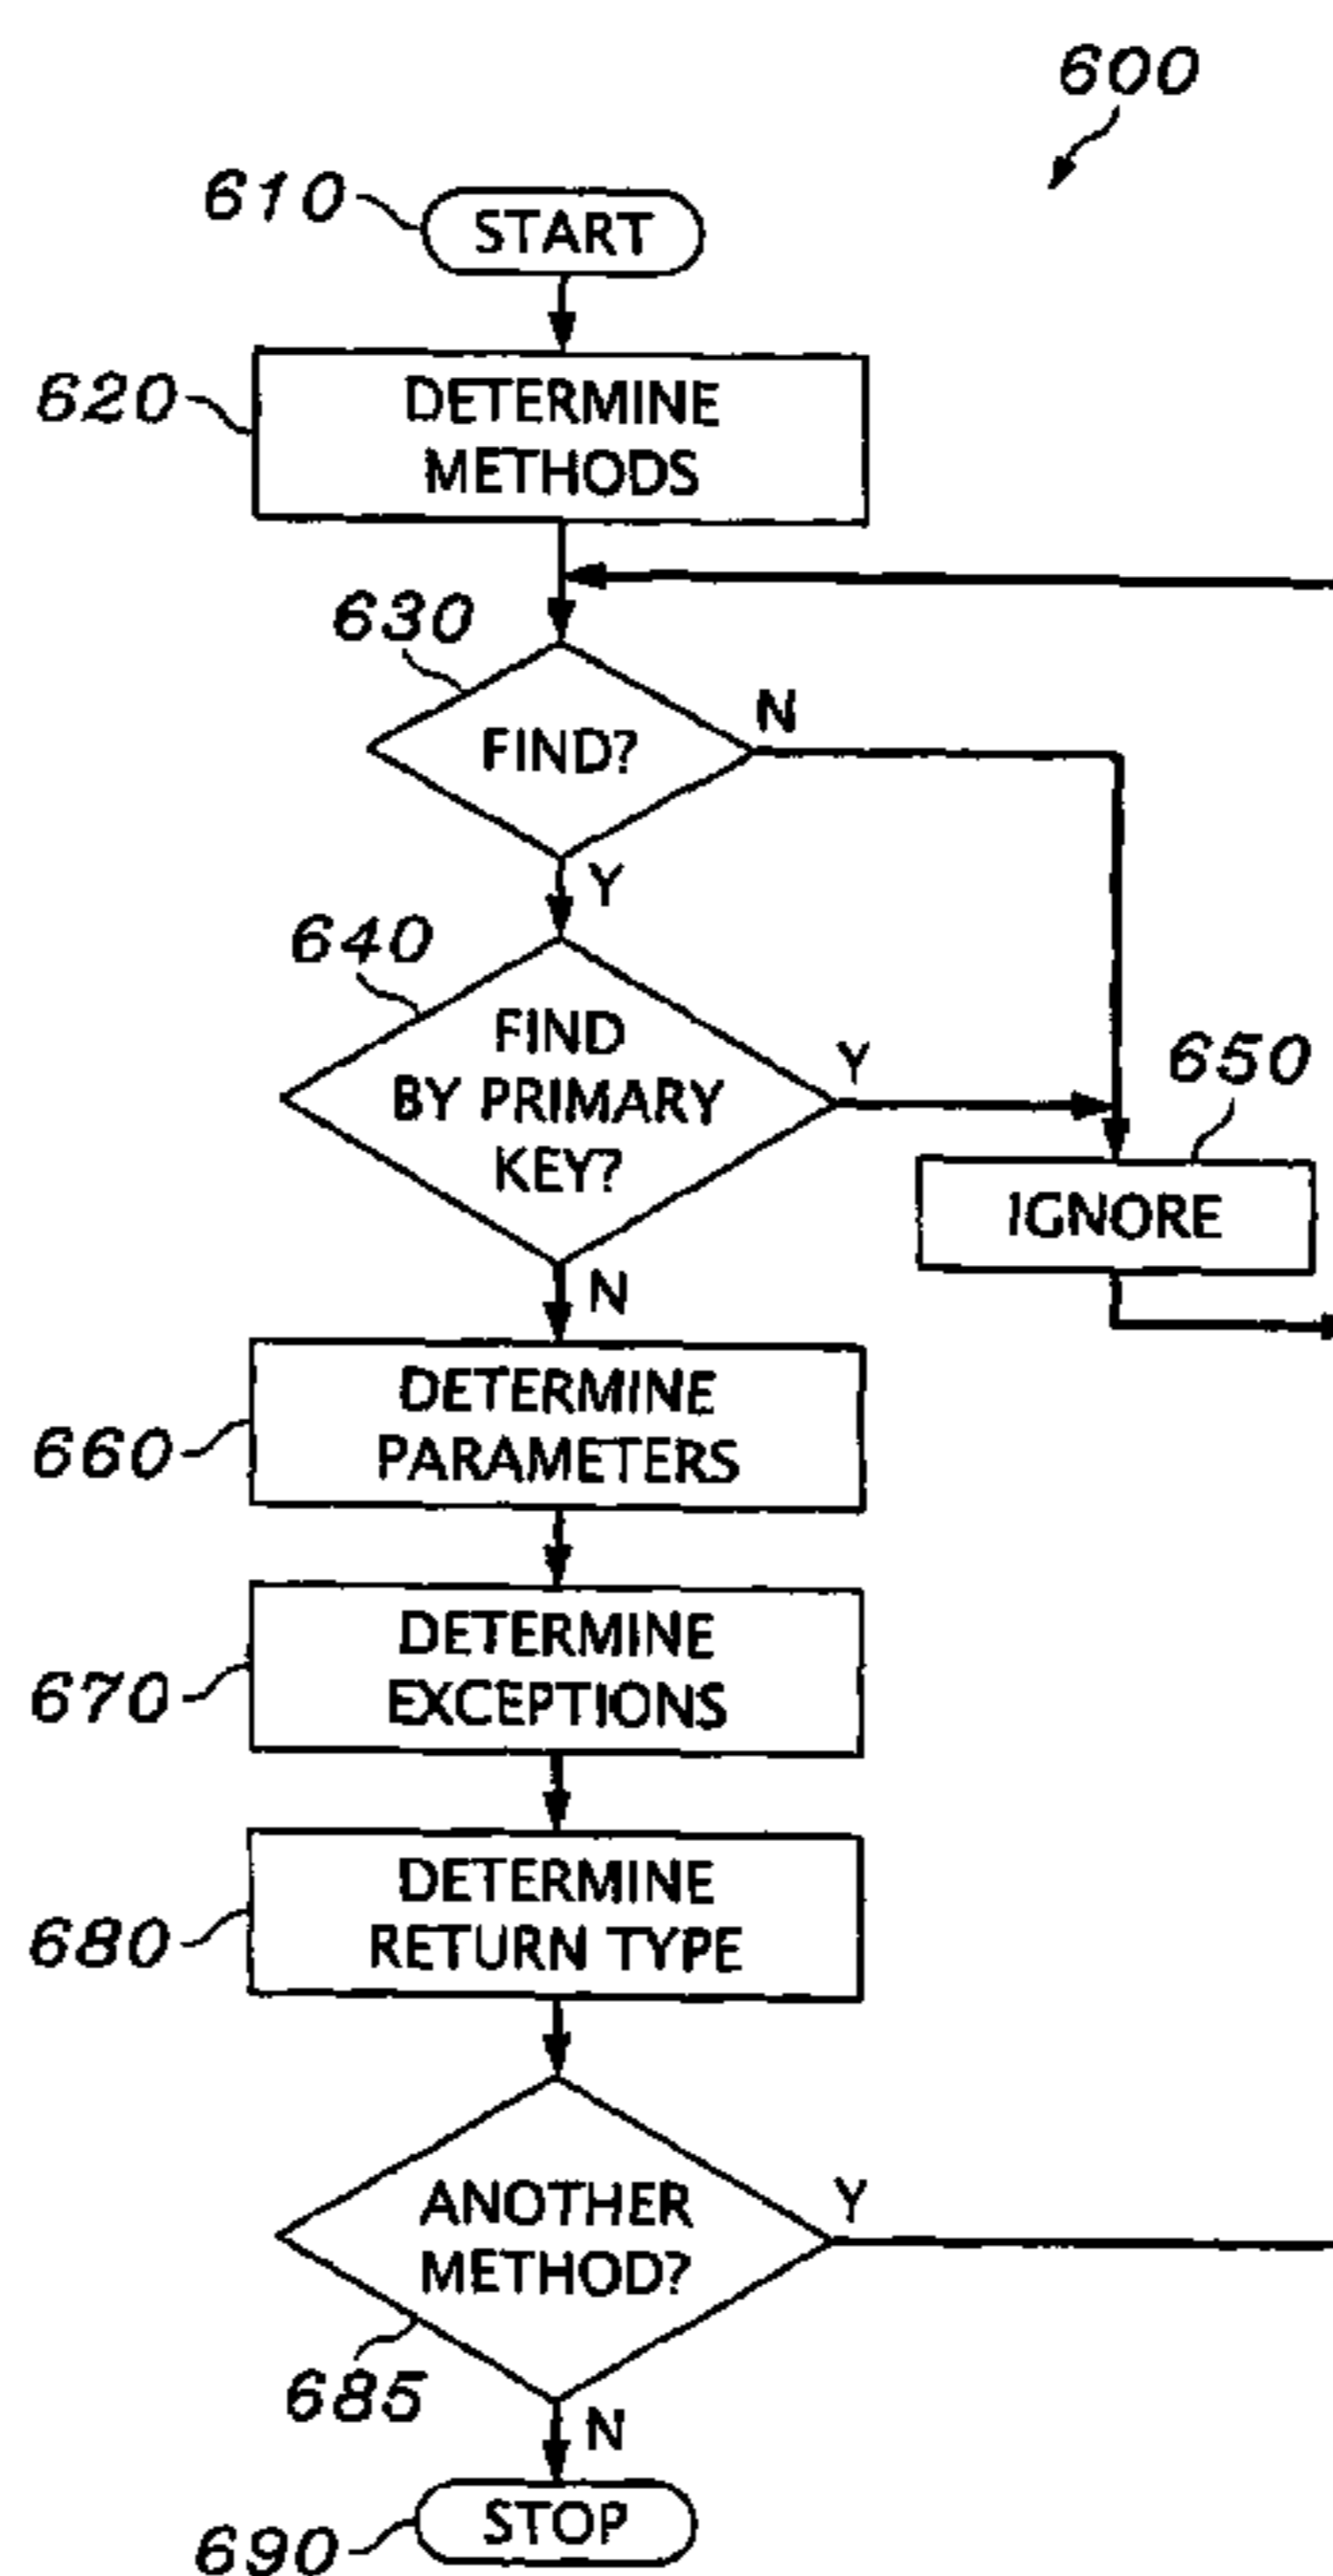 600
610
START
620
DETERMINE
METHODS
630
FIND?
N
Y
640
FIND
BY PRIMARY
KEY?
Y
N
650
IGNORE
660
DETERMINE
PARAMETERS
670
DETERMINE
EXCEPTIONS
680
DETERMINE
RETURN TYPE
ANOTHER
METHOD?
Y
685
N
690
STOP